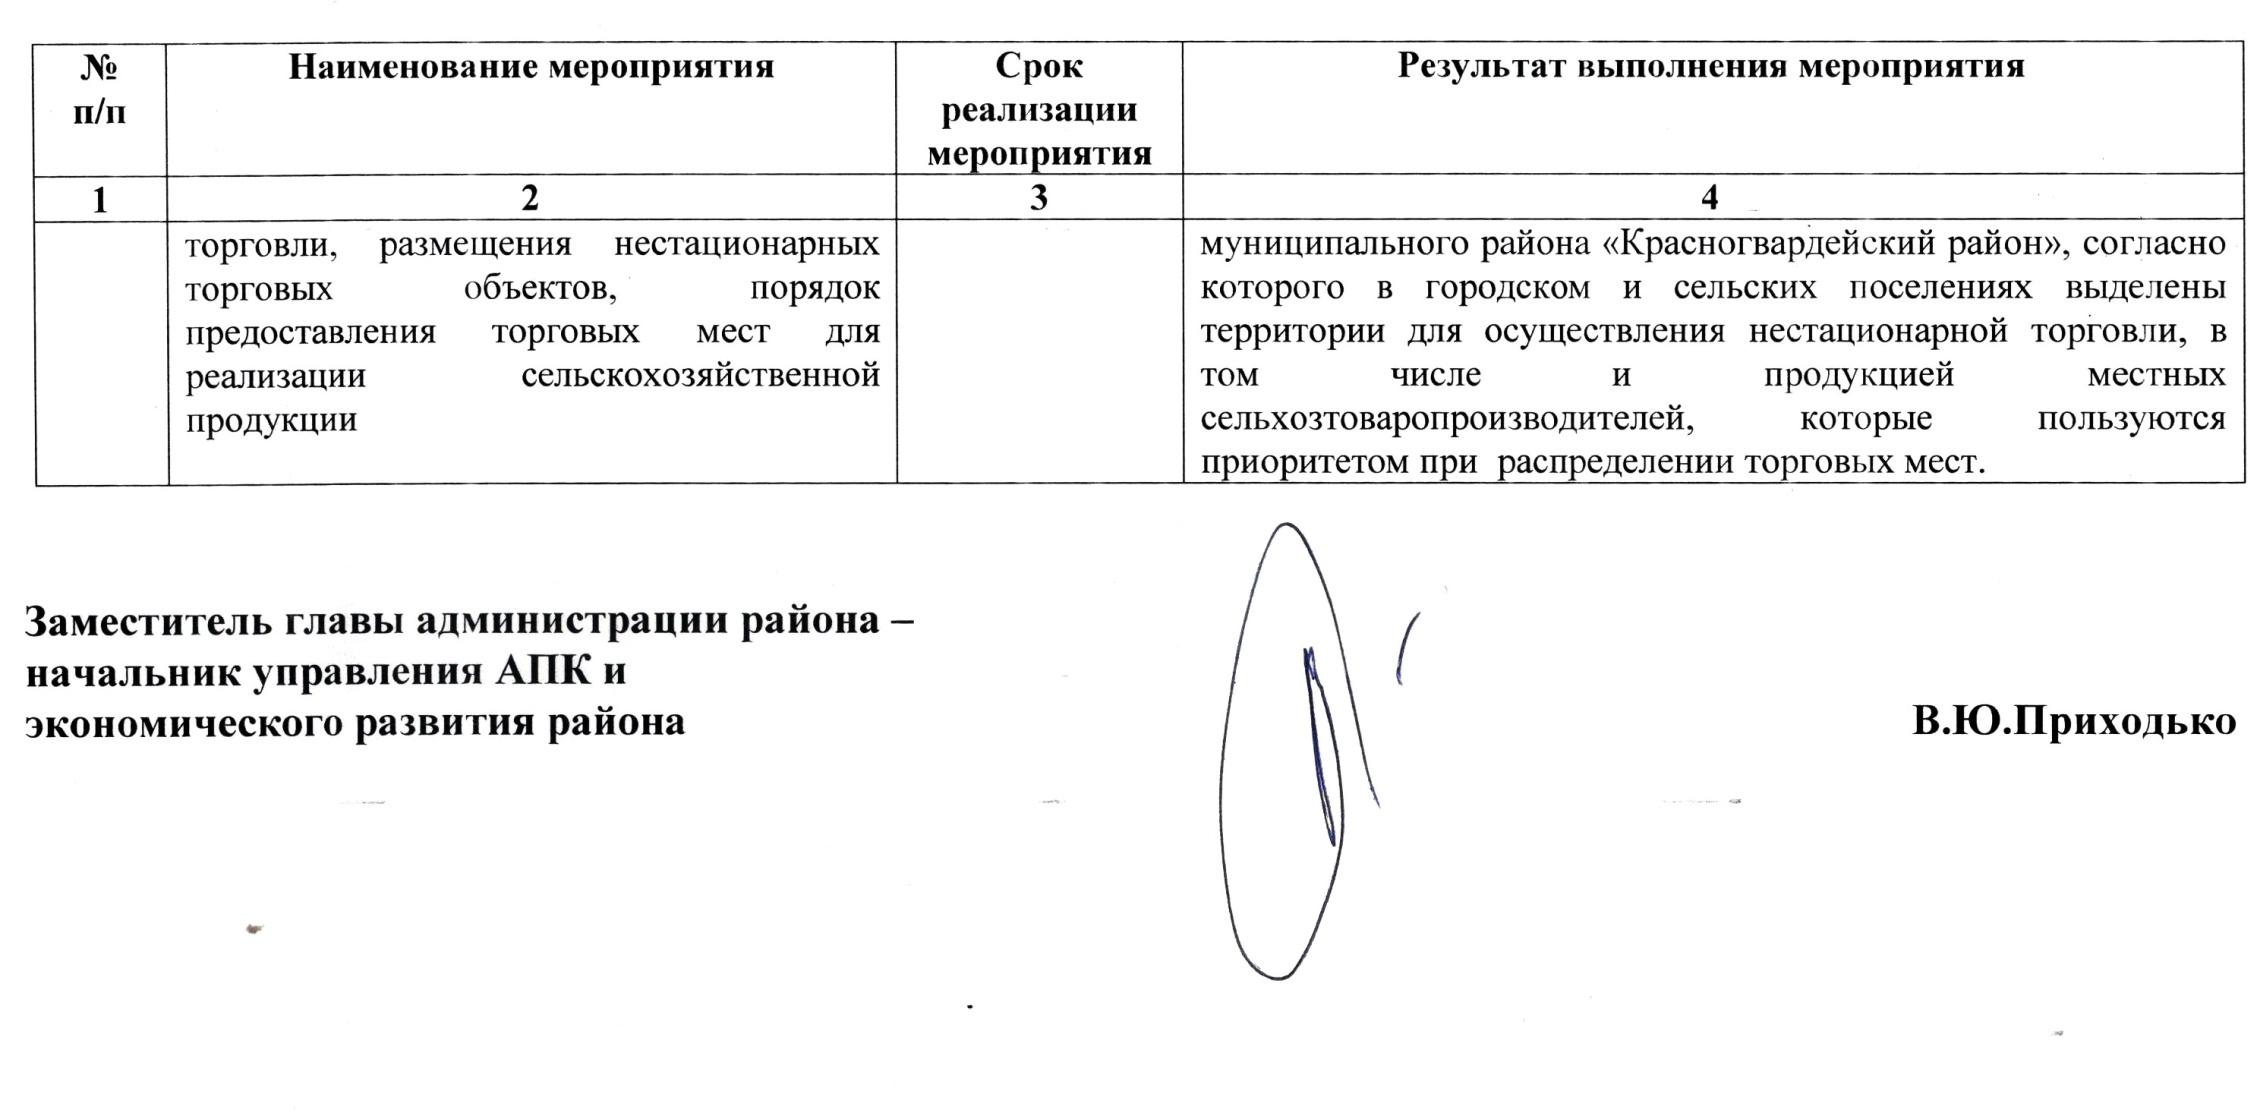 №
п/п
Наименование мероприятия
Срок
реализации
мероприятия
Результат выполнения мероприятия
1
2
3
4
торговли, размещения нестационарных
торговых объектов, порядок
предоставления торговых мест для
реализации сельскохозяйственной
продукции
муниципального района «Красногвардейский район», согласно
которого в городском и сельских поселениях выделены
территории для осуществления нестационарной торговли, в
том числе и продукцией местных
сельхозтоваропроизводителей, которые пользуются
приоритетом при распределении торговых мест.
Заместитель главы администрации района –
начальник управления АПК и
экономического развития района
В.Ю.Приходько